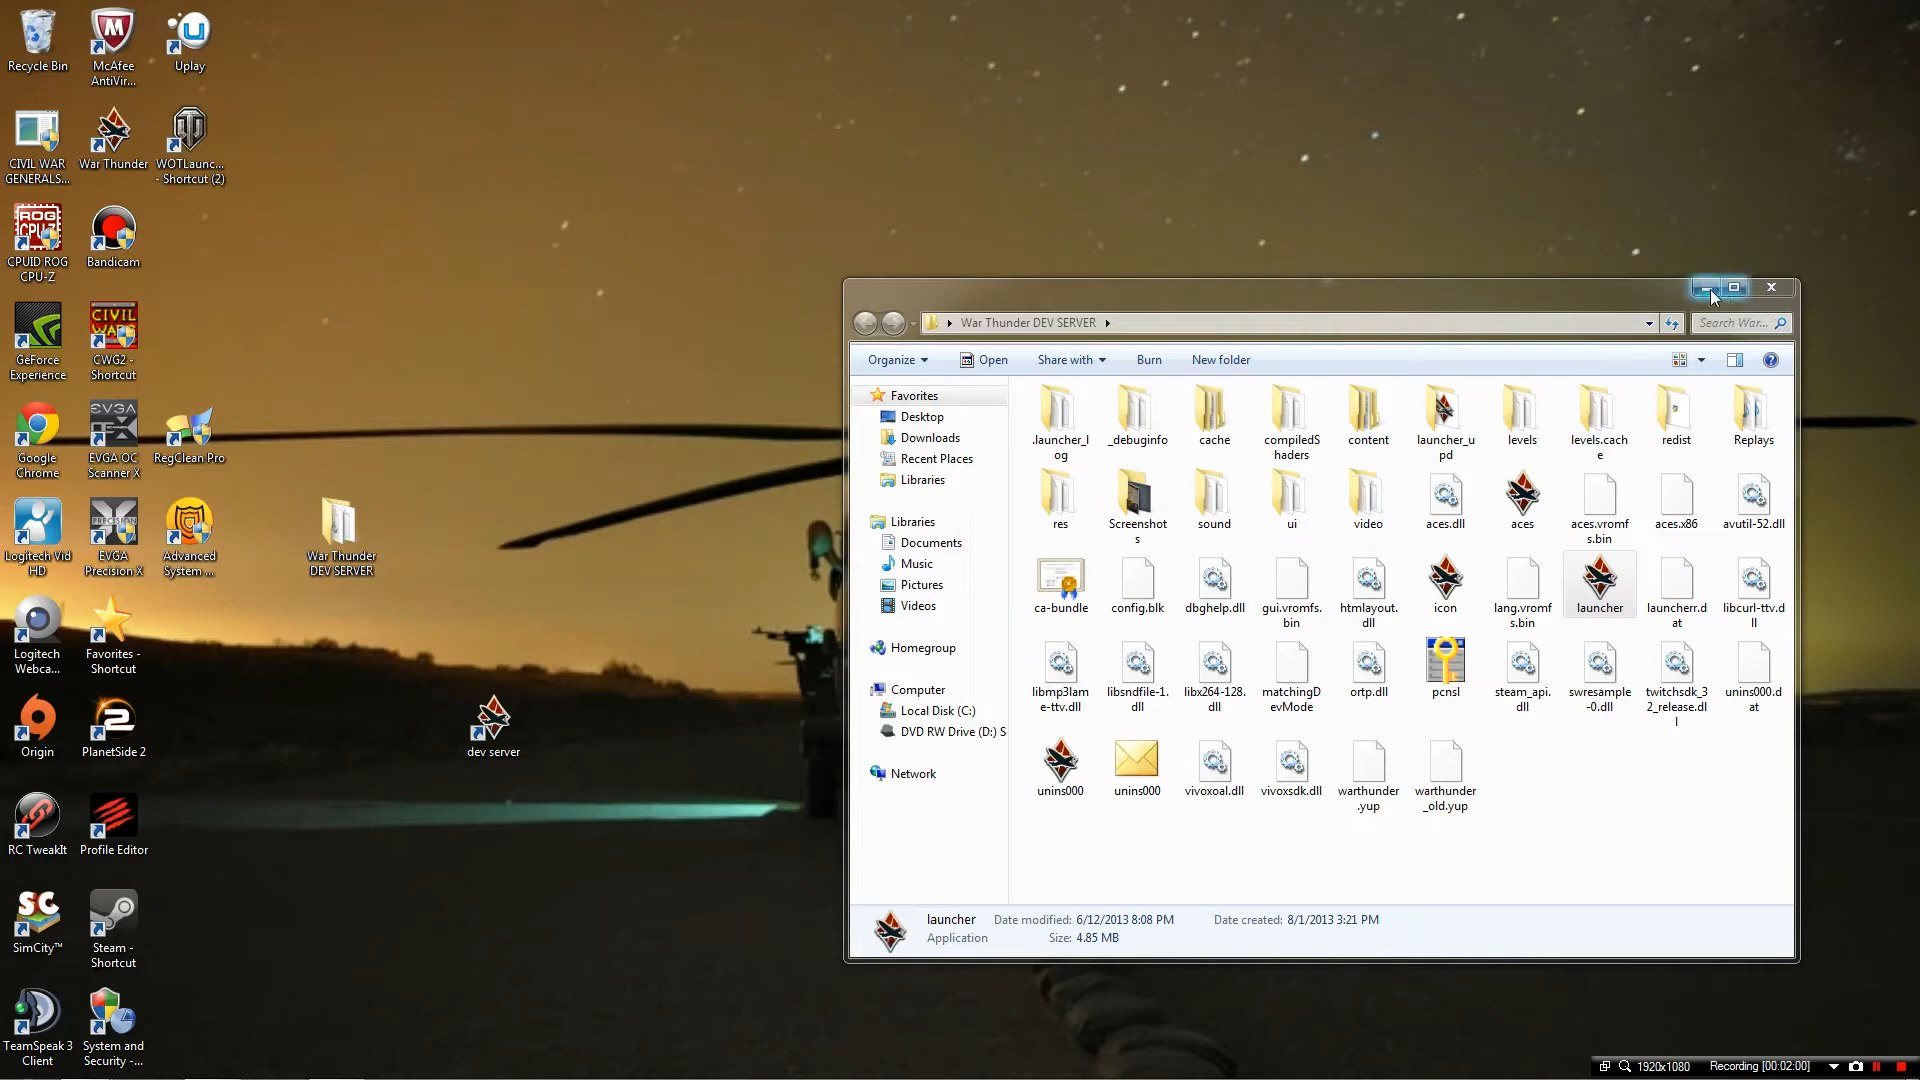 Recycle Bin
McAfee
AntiVir...
Uplay
CIVIL WAR
GENERALS...
War Thunder
WOTLaunc...
- Shortcut (2)
ROG
CPU-Z
CPUID ROG
CPU-Z
Bandicam
GeForce
Experience
CIVIL
WAR
CWG2 -
Shortcut
Google
Chrome
EVGA
EVGA OC
Scanner X
RegClean Pro
Logitech Vid
HD
PRECISION
EVGA
Precision X
Advanced
System ...
War Thunder
DEV SERVER
Logitech
Webca...
Favorites -
Shortcut
Origin
PlanetSide 2
dev server
RC TweakIt
Profile Editor
SC
SimCity™
Steam -
Shortcut
TeamSpeak 3
Client
System and
Security -...
War Thunder DEV SERVER
Search War...
Organize
Open
Share with
Burn
New folder
Favorites
Desktop
Downloads
Recent Places
Libraries
Libraries
Documents
Music
Pictures
Videos
Homegroup
Computer
Local Disk (C:)
DVD RW Drive (D:) S
Network
.launcher_l
og
_debuginfo
cache
compiledS
haders
content
launcher_u
pd
levels
levels.cach
e
redist
Replays
res
Screenshot
s
sound
ui
video
aces.dll
aces
aces.vromf
s.bin
aces.x86
avutil-52.dll
ca-bundle
config.blk
dbghelp.dll
gui.vromfs.
bin
htmlayout.
dll
icon
lang.vromf
s.bin
launcher
launcherr.d
at
libcurl-ttv.d
ll
libmp3lam
e-ttv.dll
libsndfile-1.
dll
libx264-128.
dll
matchingD
evMode
ortp.dll
pcnsl
steam_api.
dll
swresample
-0.dll
twitchsdk_3
2_release.dl
l
unins000.d
at
unins000
unins000
vivoxoal.dll
vivoxsdk.dll
warthunder
.yup
warthunder
_old.yup
launcher
Date modified: 6/12/2013 8:08 PM
Date created: 8/1/2013 3:21 PM
Application
Size: 4.85 MB
1920x1080
Recording [00:02:00]